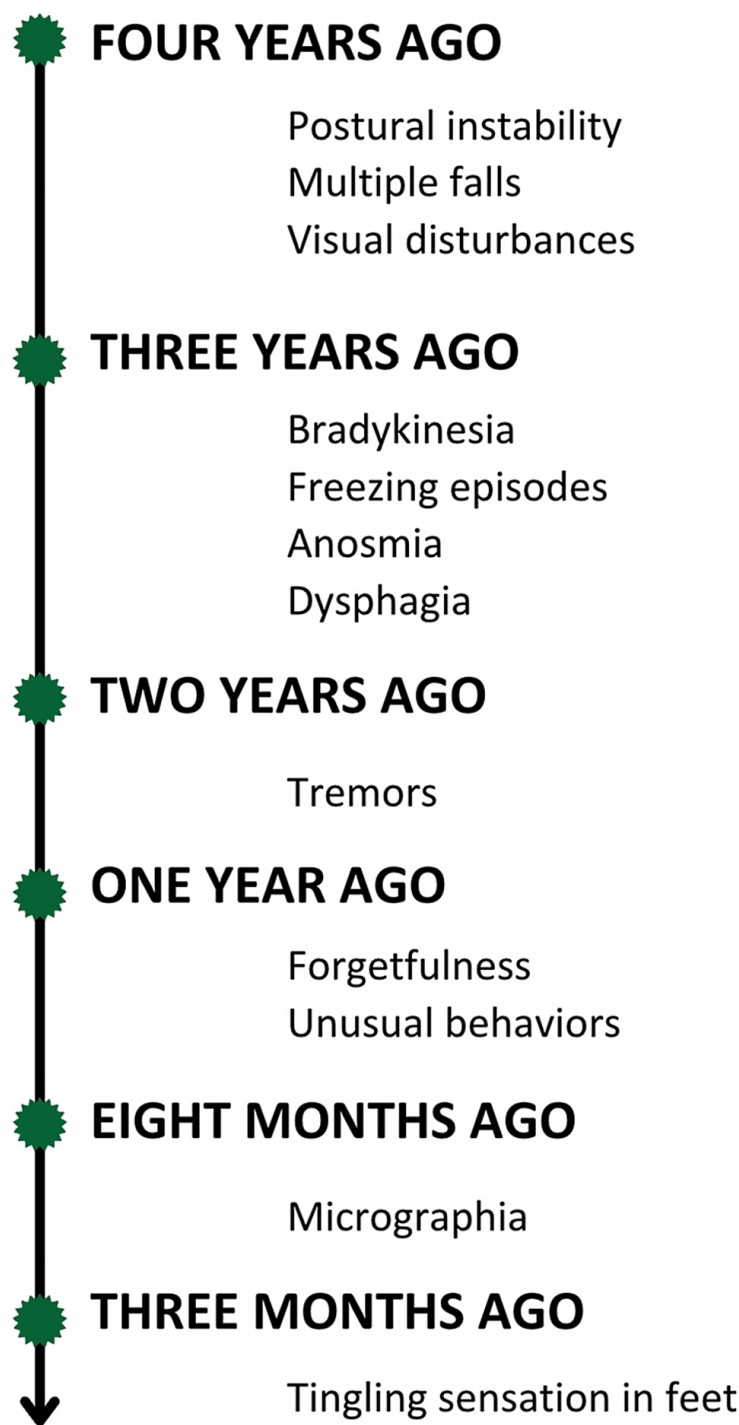 FOUR YEARS AGO
Postural instability
Multiple falls
Visual disturbances
THREE YEARS AGO
Bradykinesia
Freezing episodes
Anosmia
Dysphagia
TWO YEARS AGO
Tremors
ONE YEAR AGO
Forgetfulness
Unusual behaviors
EIGHT MONTHS AGO
Micrographia
THREE MONTHS AGO
Tingling sensation in feet